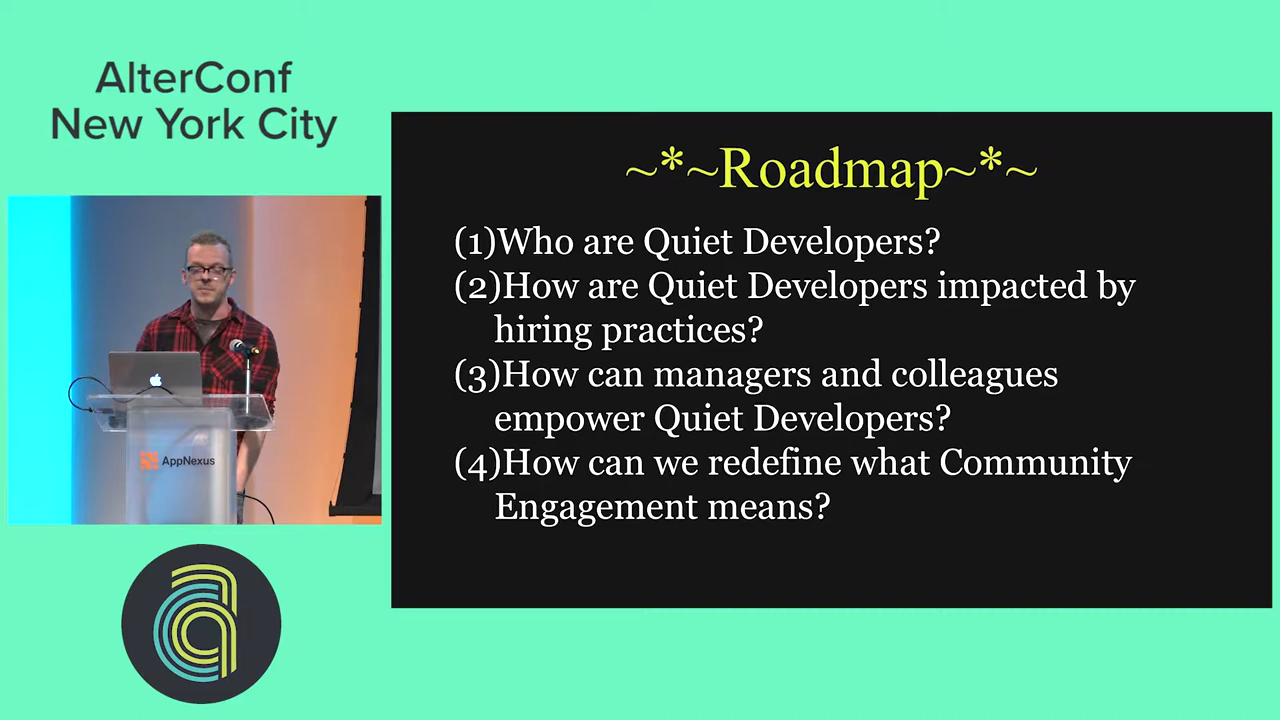 AlterConf
New York City
~*~Roadmap~*~
(1)Who are Quiet Developers?
(2)How are Quiet Developers impacted by
hiring practices?
(3)How can managers and colleagues
empower Quiet Developers?
(4)How can we redefine what Community
Engagement means?
AppNexus